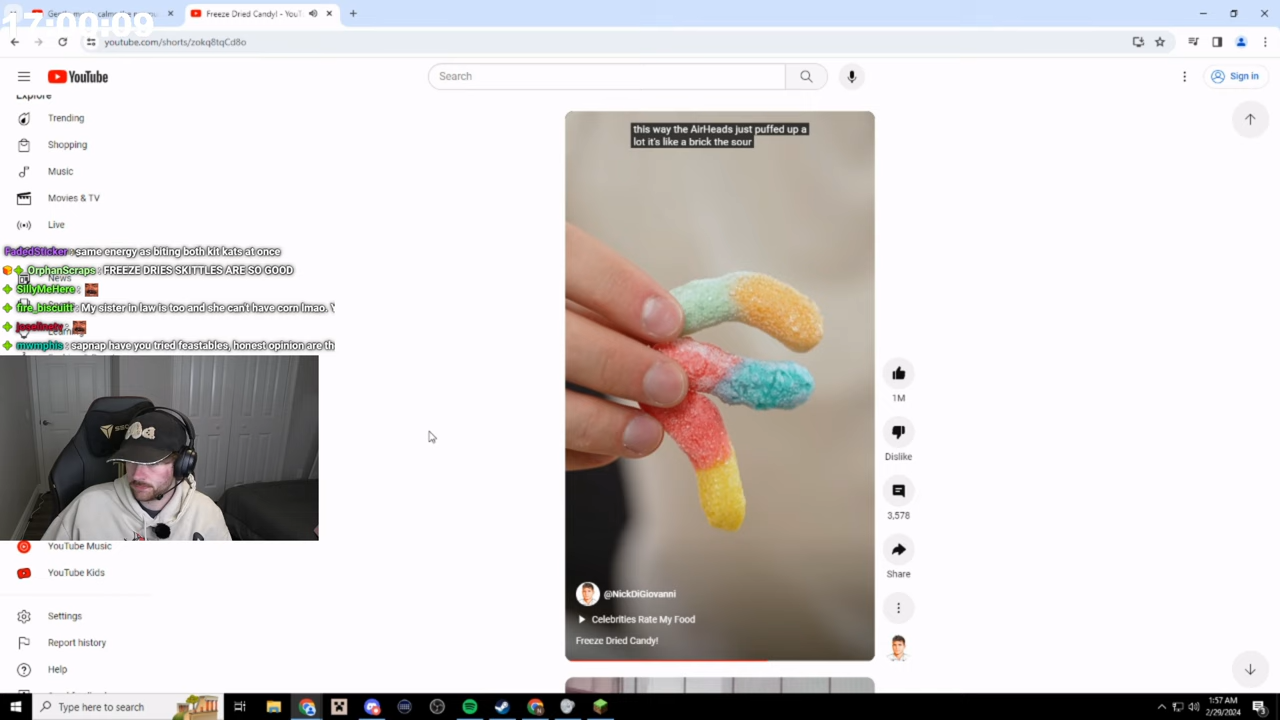 17:00:09
Freeze Dried Candy! - YouT
youtube.com/shorts/zokq8tqCd8o
YouTube
Search
Sign in
Explore
Trending
Shopping
Music
Movies & TV
Live
News
FadedSticker: same energy as biting both kit kats at once
OrphanScraps: FREEZE DRIES SKITTLES ARE SO GOOD
SillyMeHere:
fire_biscuitt: My sister in law is too and she can't have corn lmao.
mwmphis: sapnap have you tried feastables, honest opinion are th
this way the AirHeads just puffed up a
lot it's like a brick the sour
1M
Dislike
3,578
Share
@NickDiGiovanni
Celebrities Rate My Food
Freeze Dried Candy!
YouTube Music
YouTube Kids
Settings
Report history
Help
Type here to search
1:57 AM
2/29/2024
3